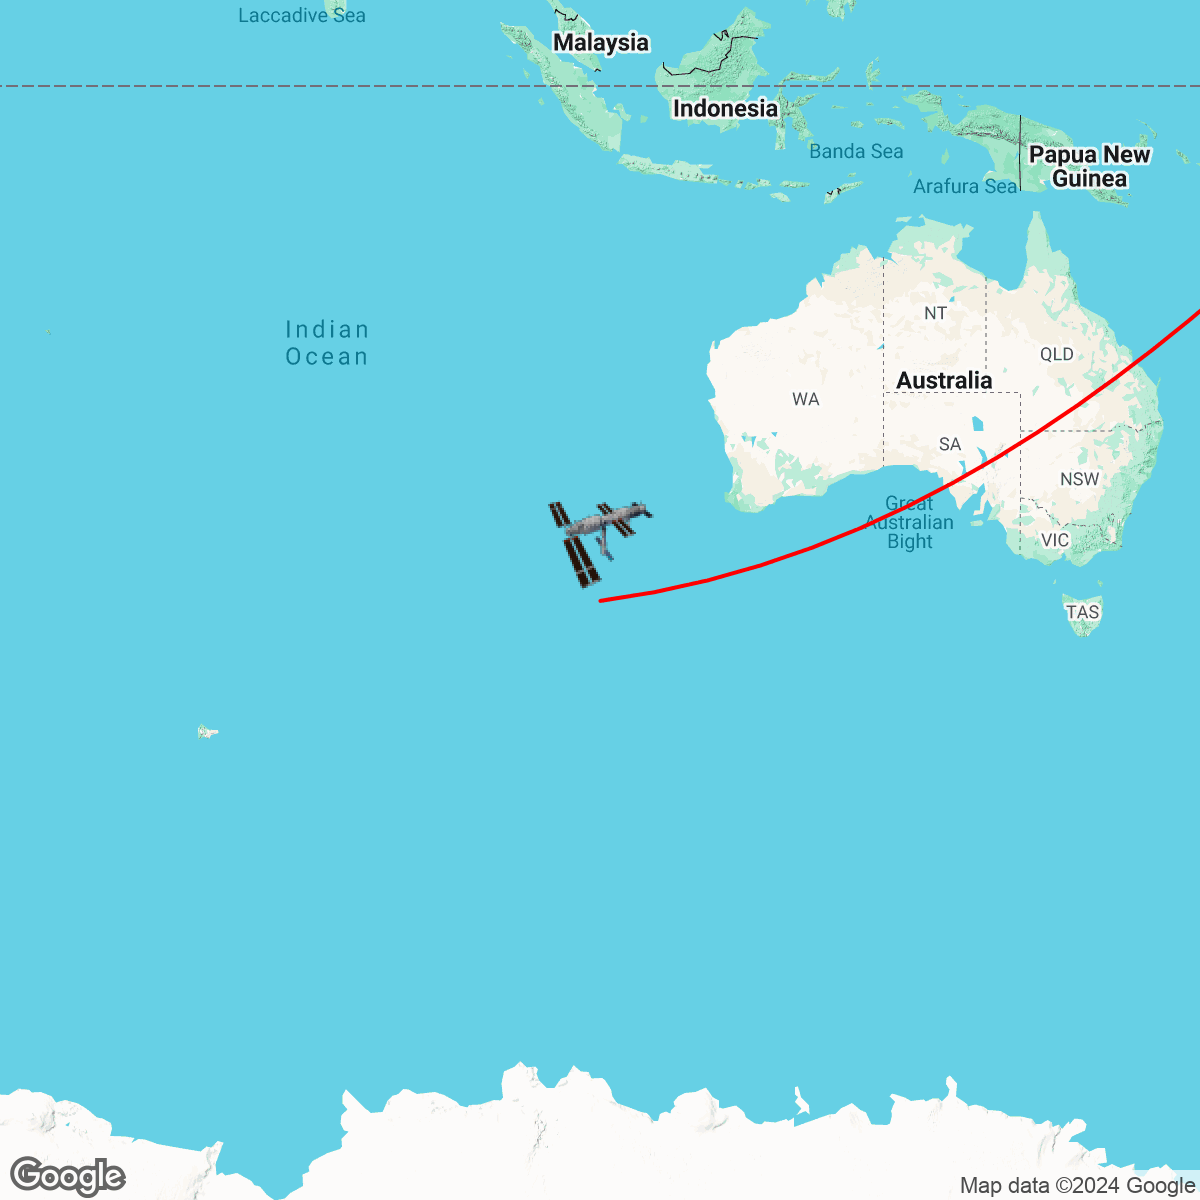 Laccadive Sea
Malaysia
Indonesia
Banda Sea
Papua New
Guinea
Arafura Sea
Indian
Ocean
NT
QLD
Australia
WA
SA
NSW
Great
Australian
Bight
VIC
TAS
Google
Map data ©2024 Google